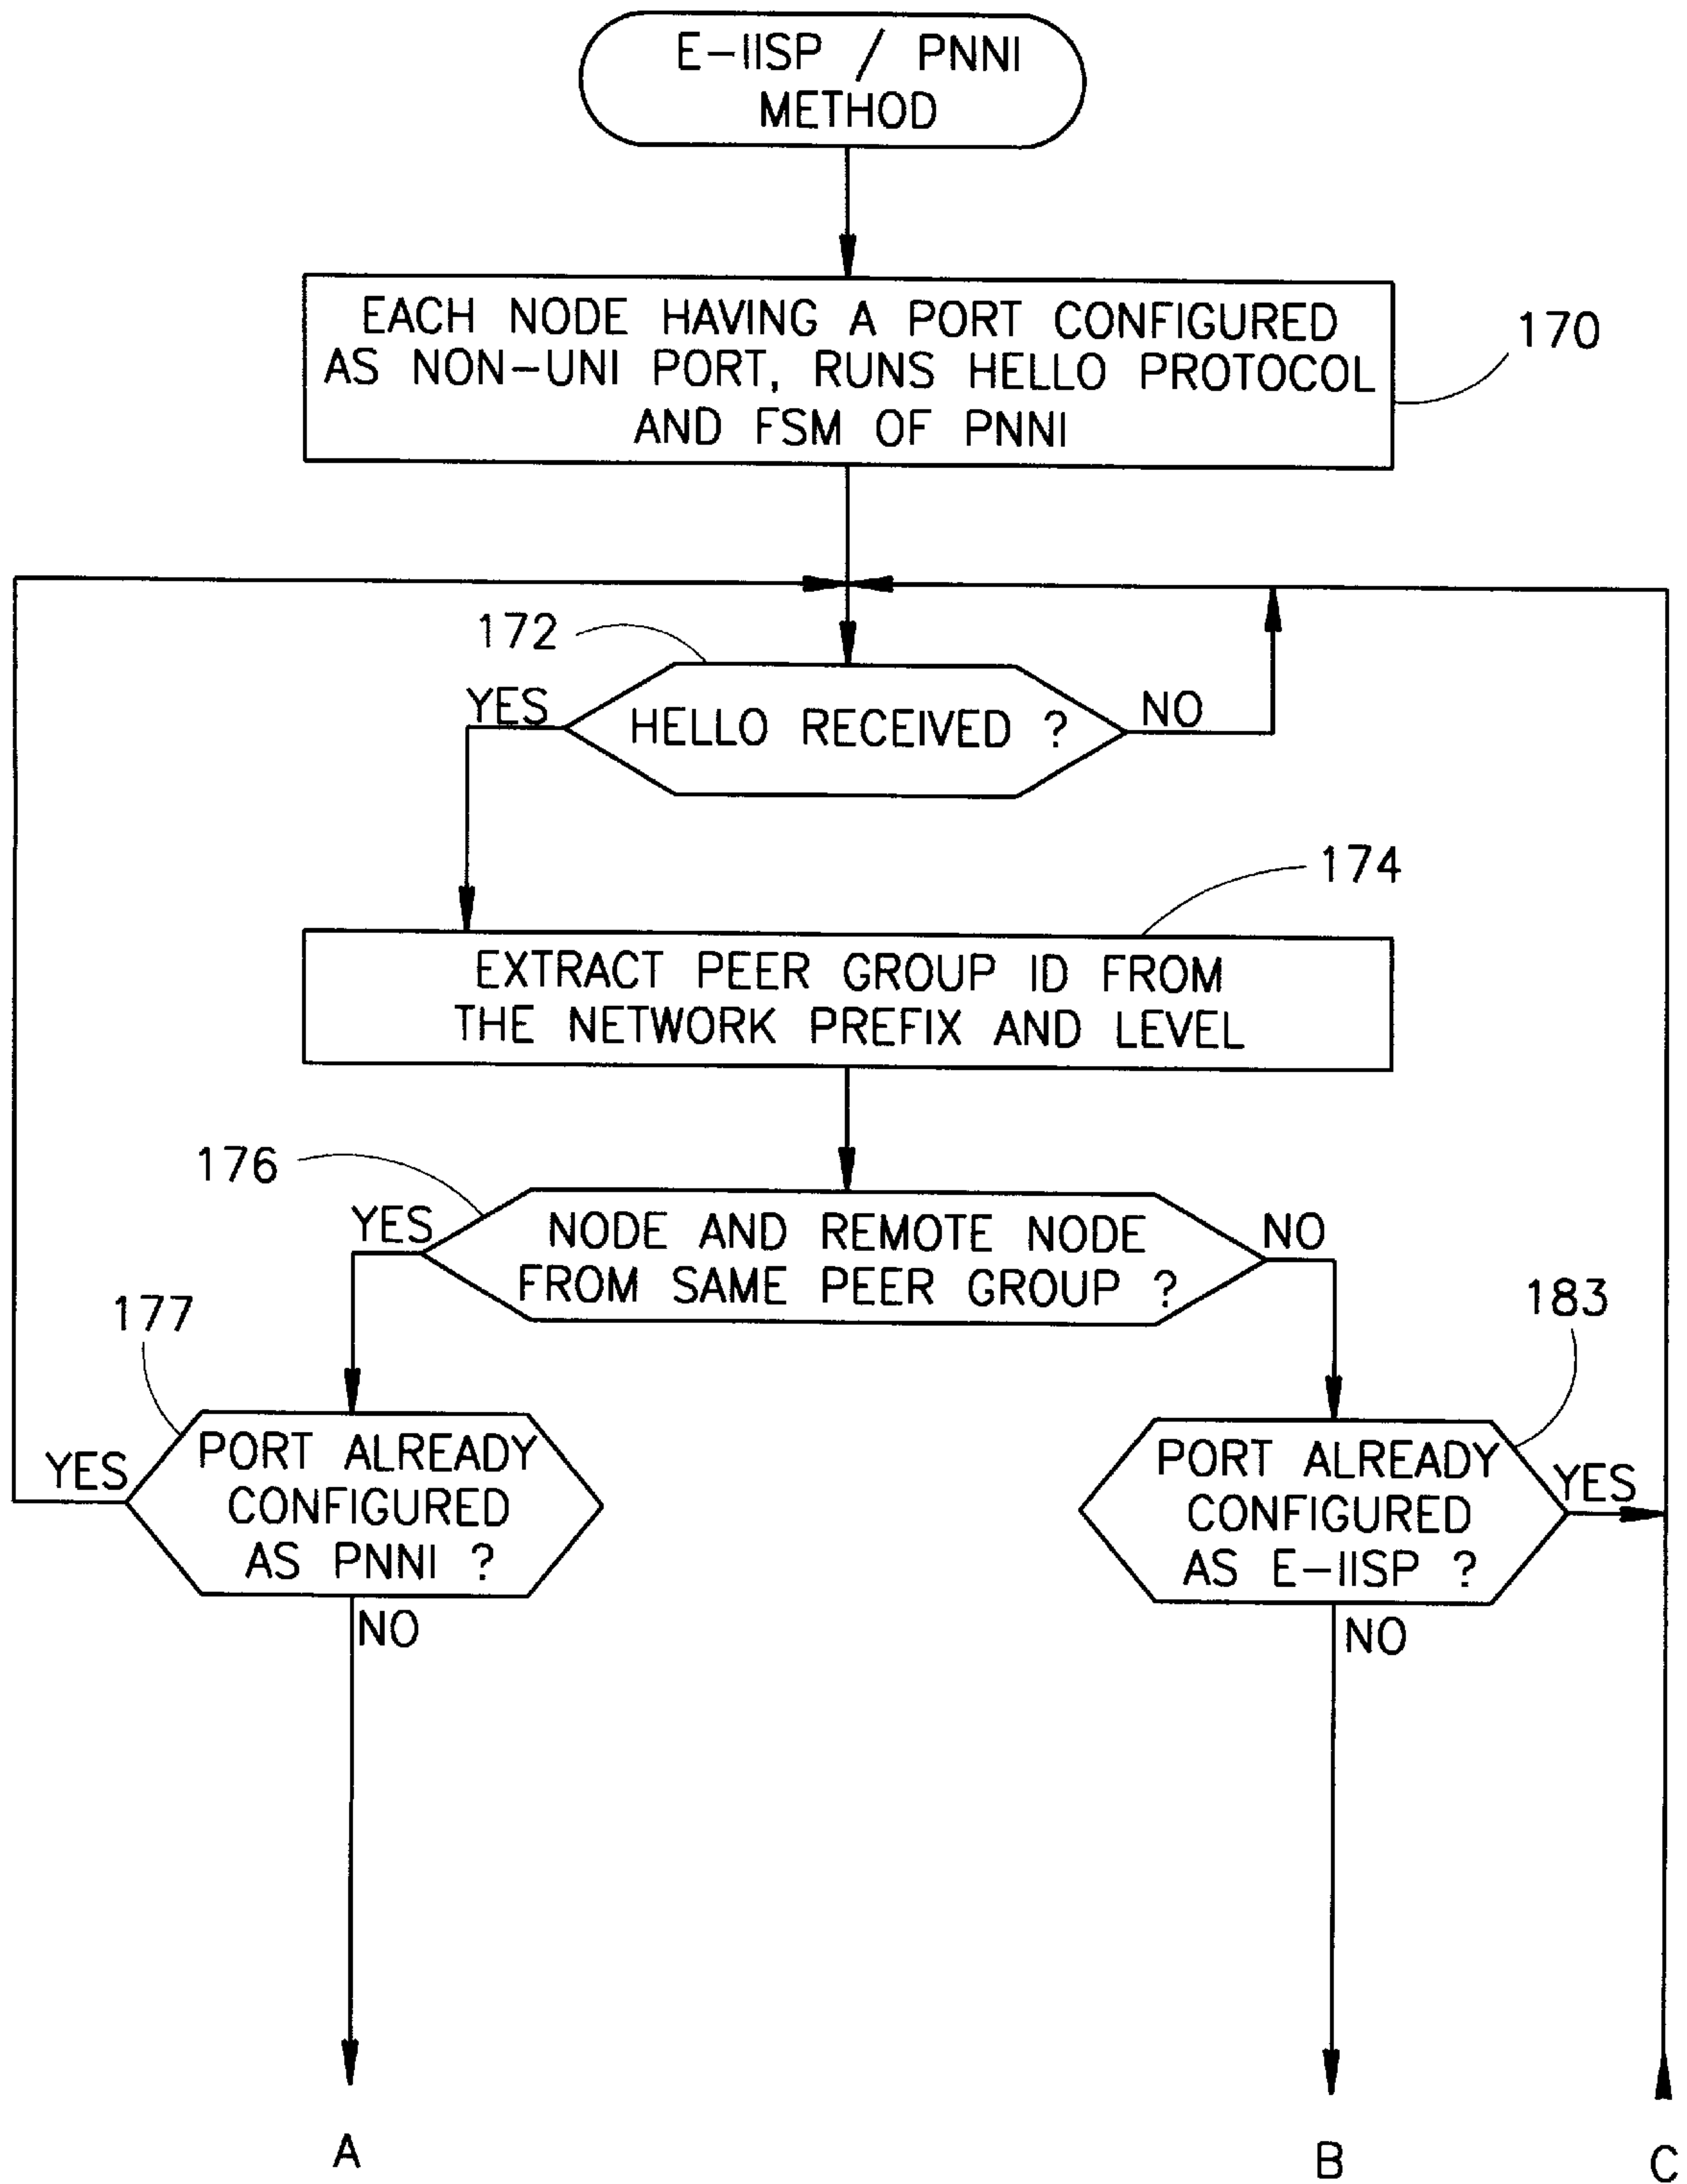 E-IISP / PNNI
METHOD
EACH NODE HAVING A PORT CONFIGURED
AS NON-UNI PORT, RUNS HELLO PROTOCOL
AND FSM OF PNNI
170
172
YES
HELLO RECEIVED ?
NO
174
EXTRACT PEER GROUP ID FROM
THE NETWORK PREFIX AND LEVEL
176
YES
NODE AND REMOTE NODE
FROM SAME PEER GROUP ?
NO
177
183
YES
PORT ALREADY
CONFIGURED
AS PNNI ?
NO
PORT ALREADY
CONFIGURED
AS E-IISP ?
YES
NO
A
B
C